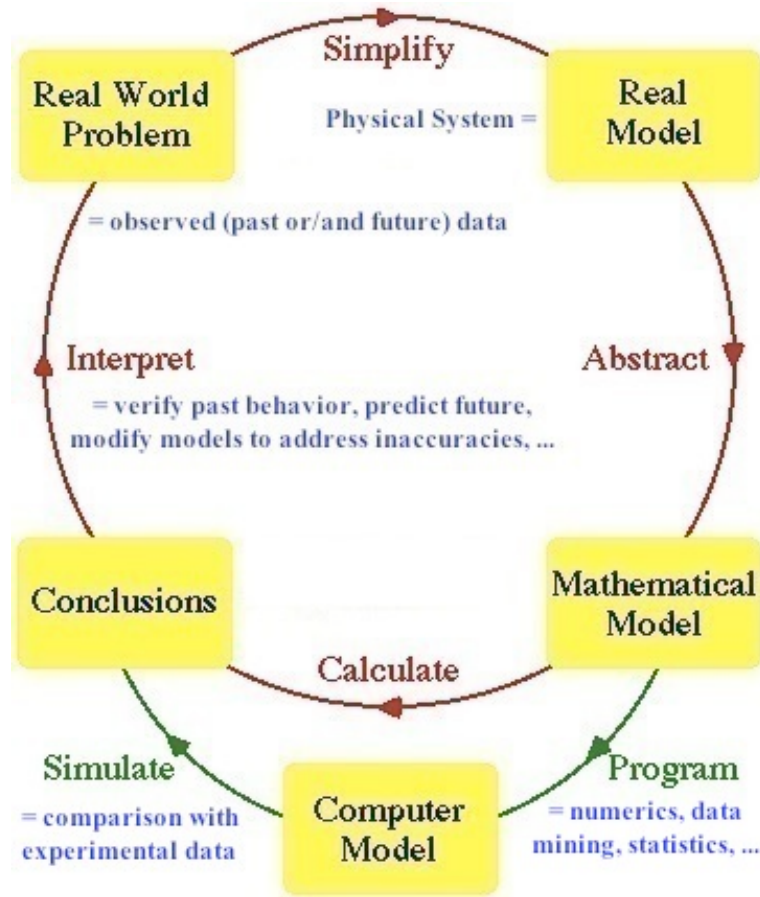 Simplify
Real World
Problem
Physical System =
Real
Model
= observed (past or/and future) data
Interpret
Abstract
= verify past behavior, predict future,
modify models to address inaccuracies, ...
Conclusions
Mathematical
Model
Calculate
Simulate
Program
= comparison with
experimental data
Computer
Model
= numerics, data
mining, statistics, ...